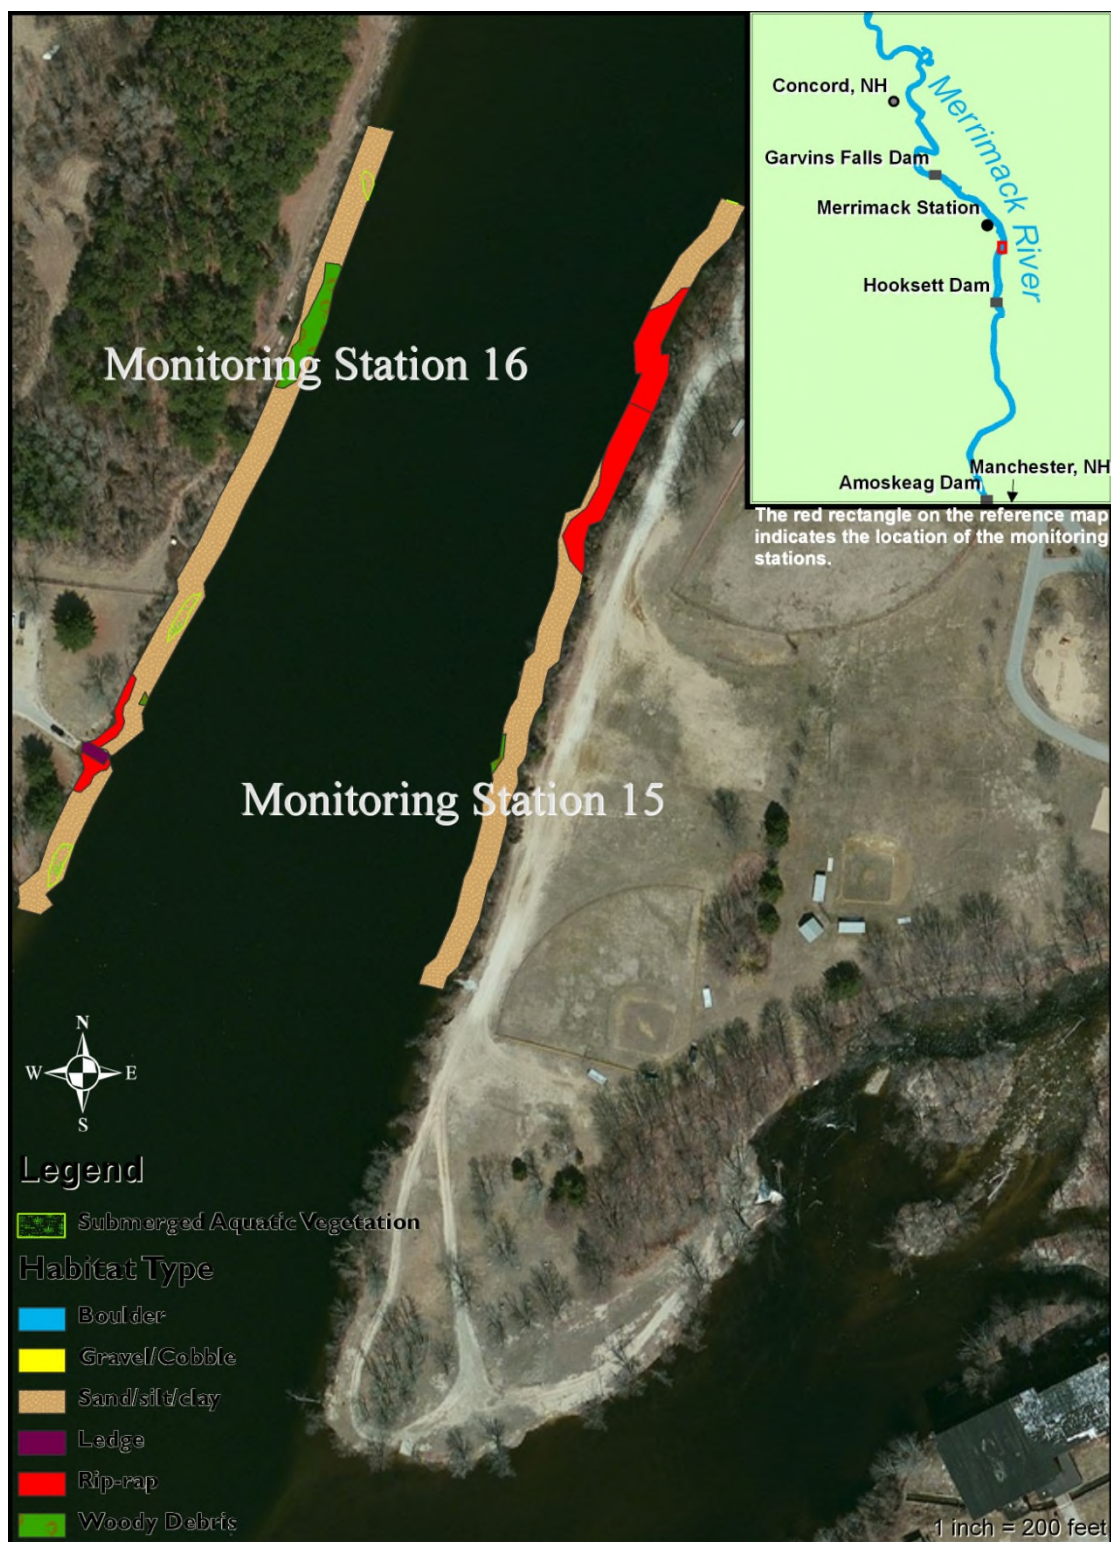 Concord, NH
Merrimack River
Garvins Falls Dam
Merrimack Station
Hooksett Dam
Manchester, NH
Amoskeag Dam
The red rectangle on the reference map
indicates the location of the monitoring
stations.
Monitoring Station 16
Monitoring Station 15
N
W E
S
Legend
Submerged Aquatic Vegetation
Habitat Type
Boulder
Gravel/Cobble
Sand/silt/clay
Ledge
Rip-rap
Woody Debris
1 inch = 200 feet